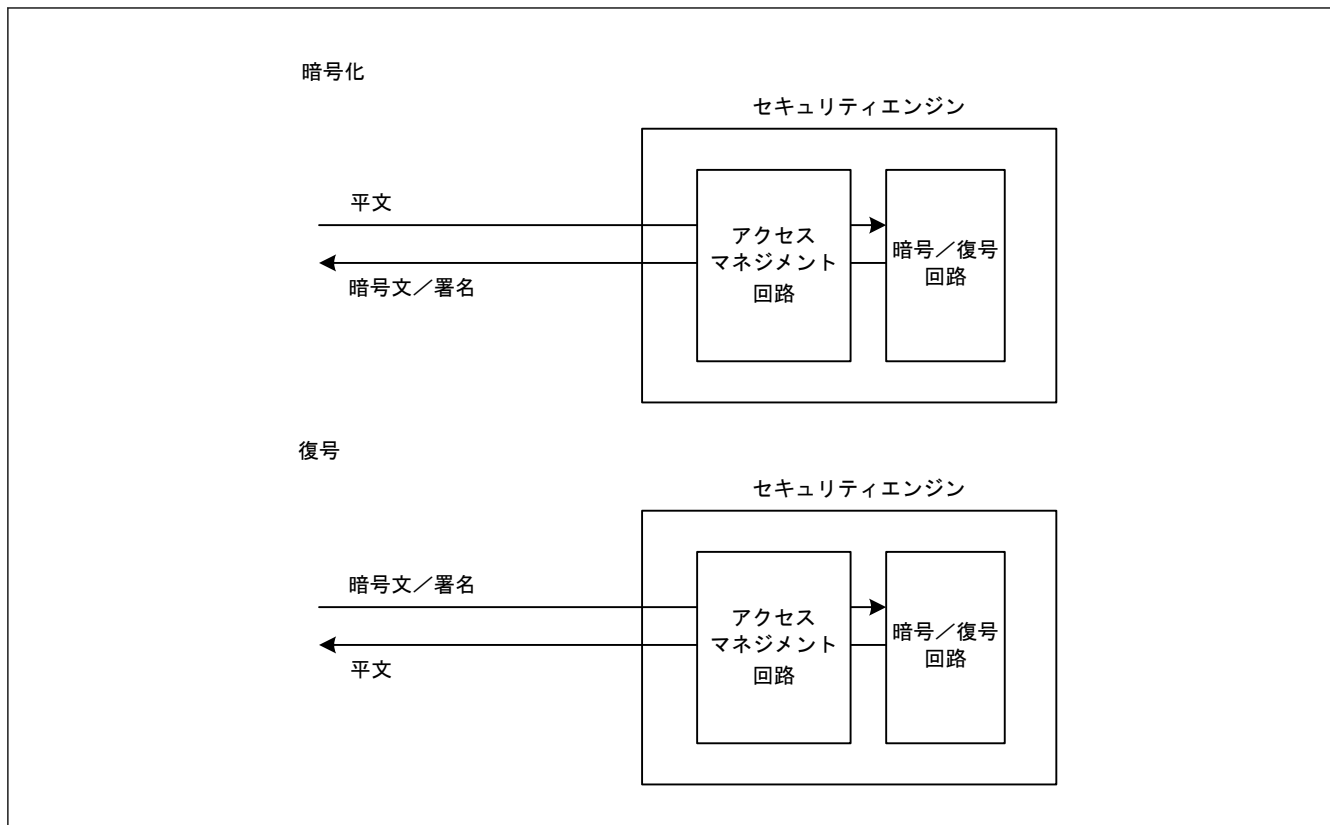 暗号化
セキュリティエンジン
平文
暗号文／署名
アクセス
マネジメント
回路
暗号／復号
回路
復号
セキュリティエンジン
暗号文／署名
平文
アクセス
マネジメント
回路
暗号／復号
回路